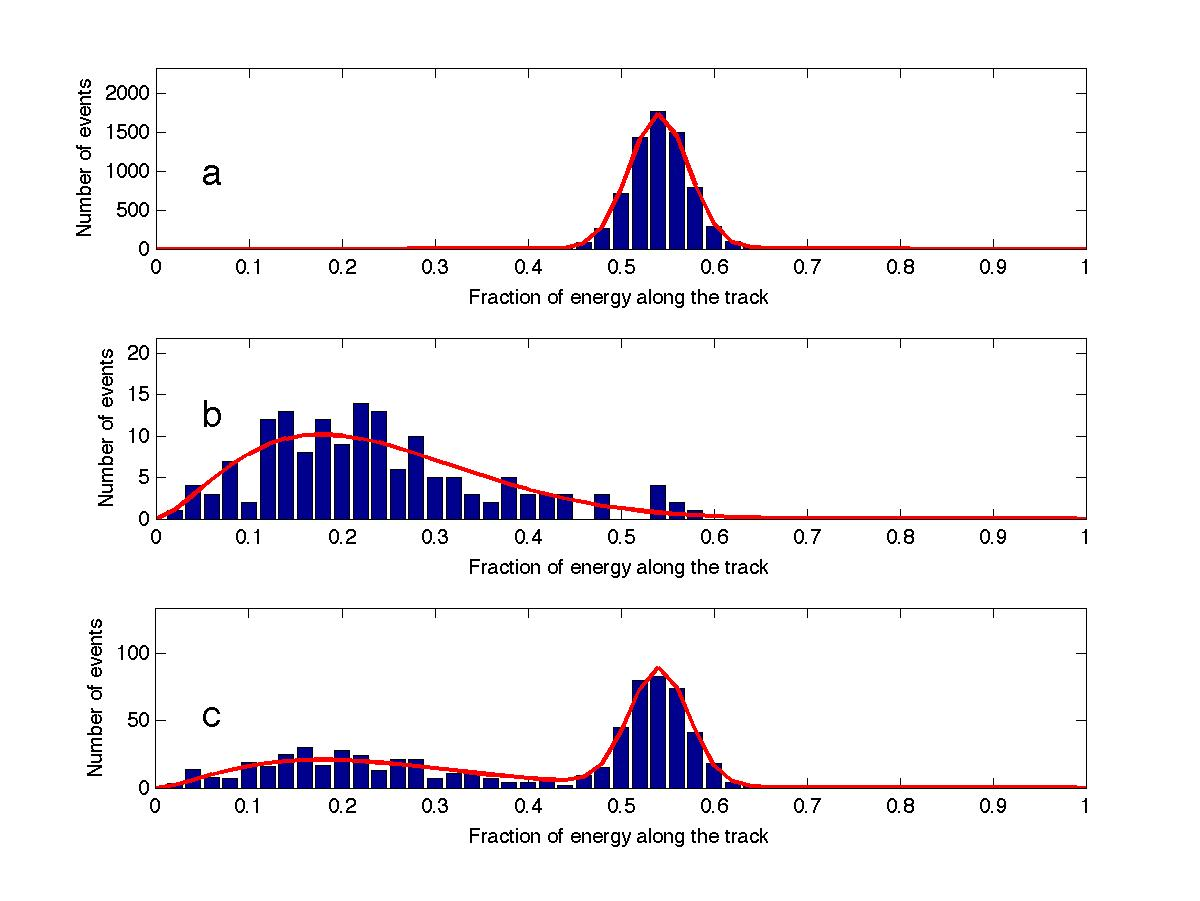 Number of events
2000
1500
1000
500
0
a
0 0.1 0.2 0.3 0.4 0.5 0.6 0.7 0.8 0.9 1
Fraction of energy along the track
Number of events
20
15
10
5
0
b
0 0.1 0.2 0.3 0.4 0.5 0.6 0.7 0.8 0.9 1
Fraction of energy along the track
Number of events
100
50
0
c
0 0.1 0.2 0.3 0.4 0.5 0.6 0.7 0.8 0.9 1
Fraction of energy along the track